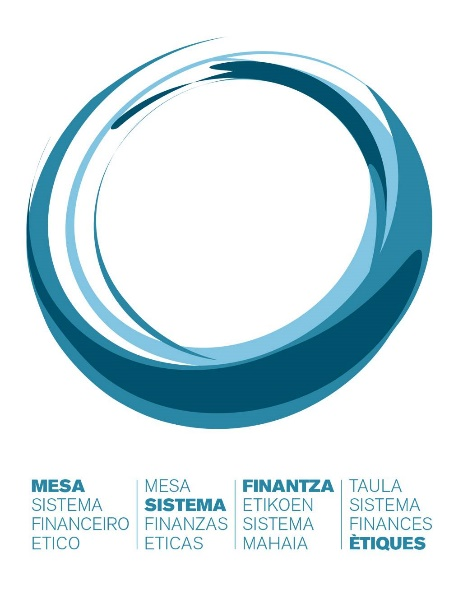 MESA
SISTEMA
FINANCEIRO
ETICO
MESA
SISTEMA
FINANZAS
ETICAS
FINANTZA
ETIKOEN
SISTEMA
MAHAIA
TAULA
SISTEMA
FINANCES
ÈTIQUES